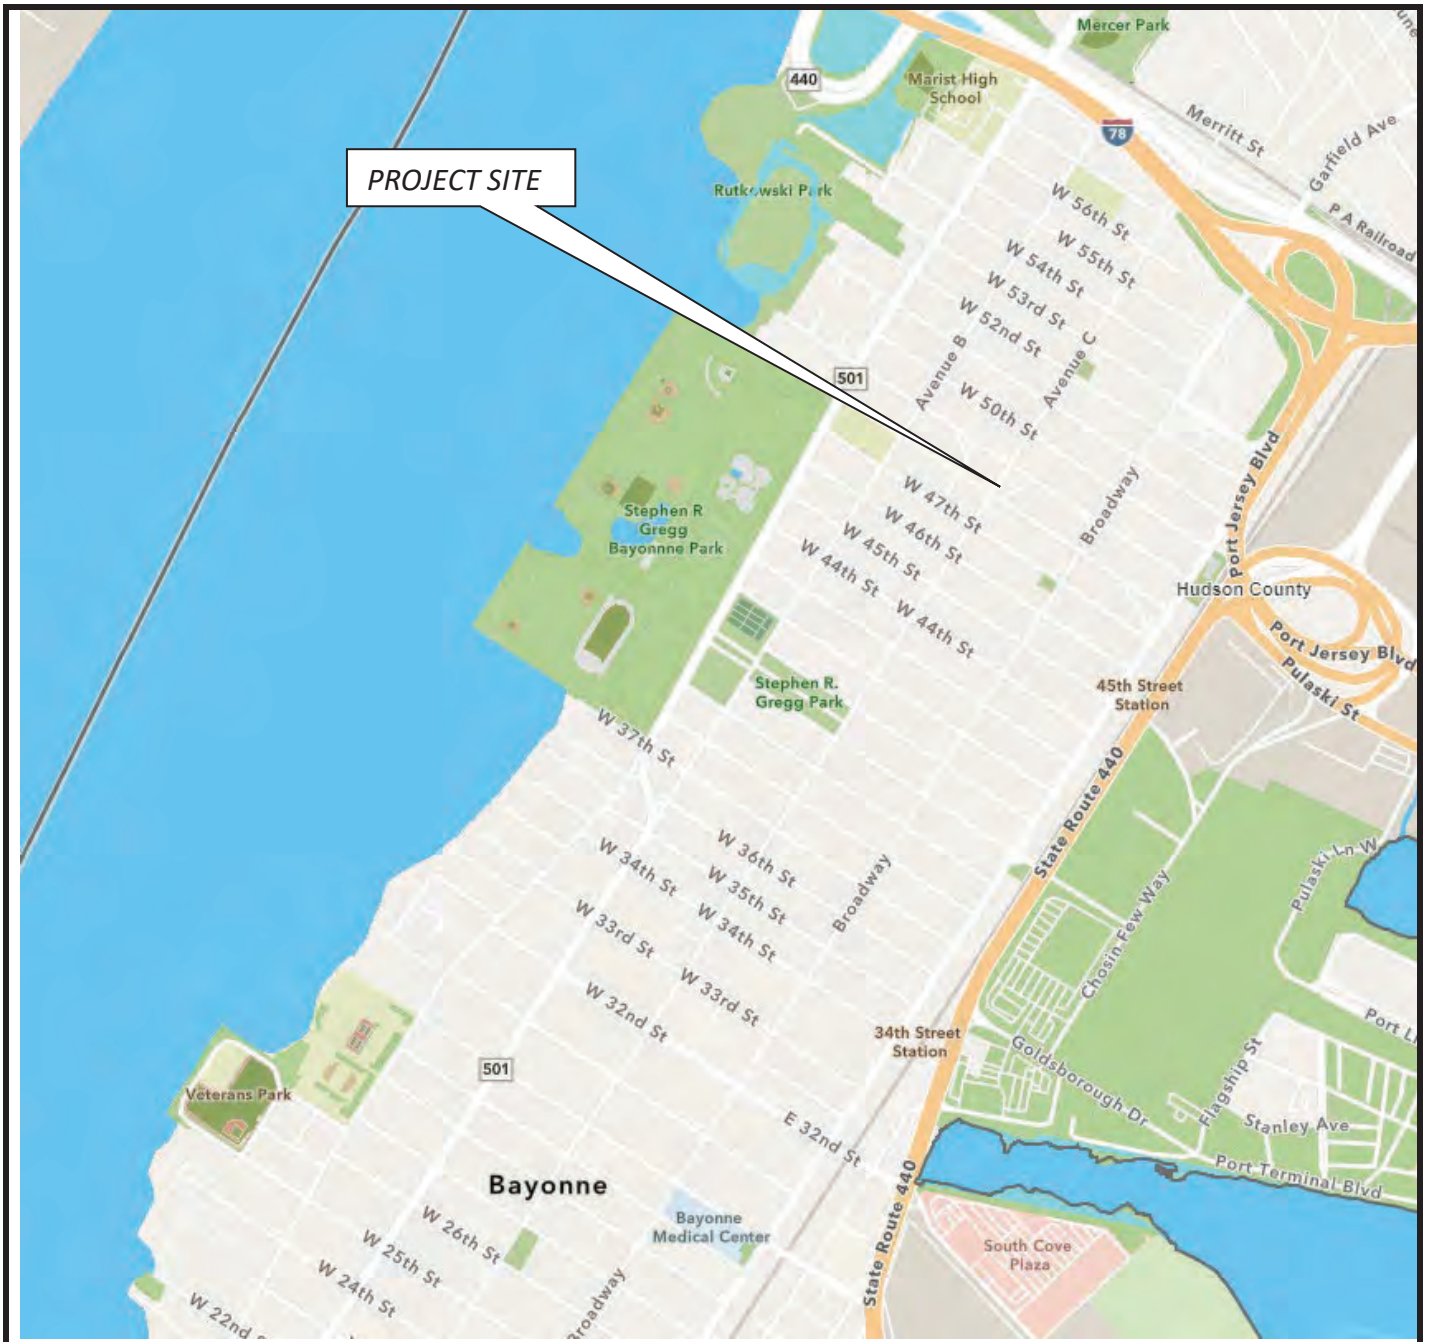 Mercer Park
440
Marist High
School
78
Merritt St
Garfield Ave
P A Railroad
PROJECT SITE
Rutkowski Park
W 56th St
W 55th St
W 54th St
W 53rd St
W 52nd St
Avenue B
Avenue C
501
W 50th St
Broadway
Port Jersey Blvd
W 47th St
W 46th St
W 45th St
W 44th St
W 44th St
Stephen R
Gregg
Bayonnne Park
Hudson County
Port Jersey Blvd
Pulaski St
45th Street
Station
Stephen R.
Gregg Park
W 37th St
State Route 440
W 36th St
W 35th St
W 34th St
W 34th St
W 33rd St
W 33rd St
W 32nd St
Broadway
Pulaski Ln W
Chosin Few Way
34th Street
Station
Goldsborough Dr
Flagship St
Stanley Ave
Port Terminal Blvd
501
Veterans Park
E 32nd St
State Route 440
Bayonne
Bayonne
Medical Center
South Cove
Plaza
W 26th St
W 25th St
W 24th St
W 22nd
Broadway